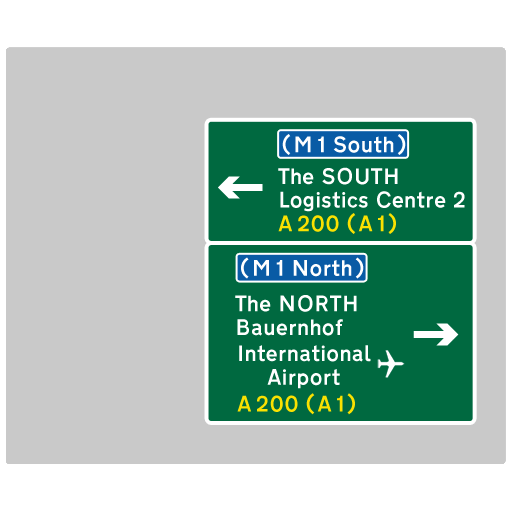 (M 1 South)
The SOUTH
Logistics Centre 2
A 200 (A 1)
(M 1 North)
The NORTH
Bauernhof
International
Airport
A 200 (A 1)